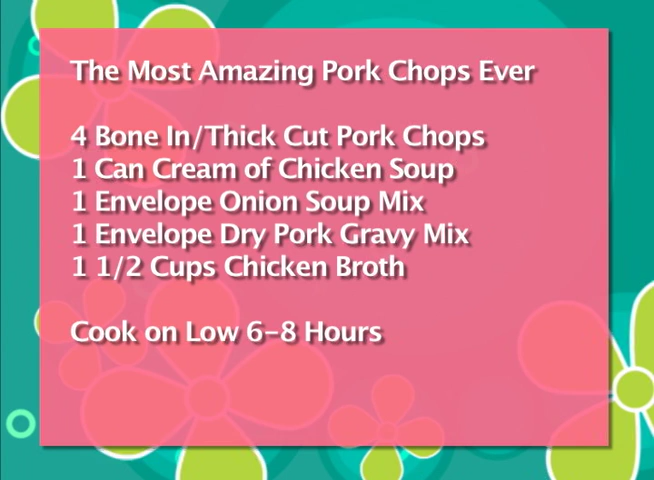 The Most Amazing Pork Chops Ever
4 Bone In/Thick Cut Pork Chops
1 Can Cream of Chicken Soup
1 Envelope Onion Soup Mix
1 Envelope Dry Pork Gravy Mix
1 1/2 Cups Chicken Broth
Cook on Low 6-8 Hours